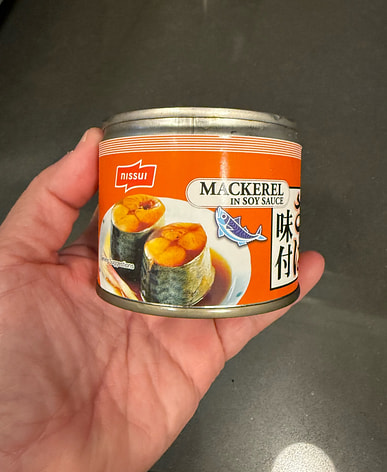 NISSUI
MACKEREL
IN SOY SAUCE
味付